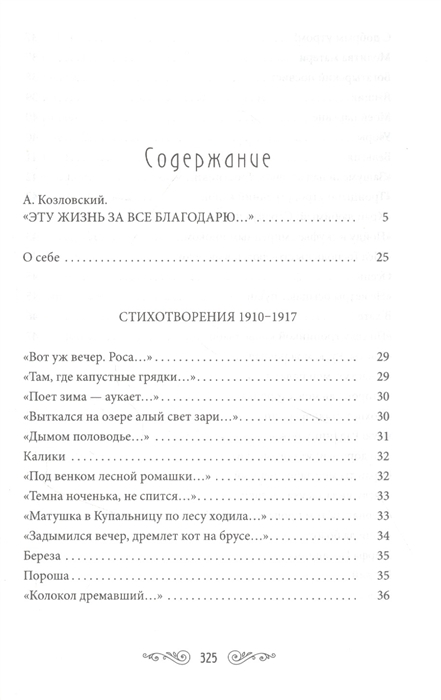 Содержание
А. Козловский.
«ЭТУ ЖИЗНЬ ЗА ВСЕ БЛАГОДАРЮ…» 5
О себе 25
СТИХОТВОРЕНИЯ 1910–1917
«Вот уж вечер. Роса…» 29
«Там, где капустные грядки…» 29
«Поет зима — аукает…» 30
«Выткался на озере алый свет зари…» 30
«Дымом половодье…» 31
Калики 32
«Под венком лесной ромашки…» 32
«Темна ноченька, не спится…» 33
«Матушка в Купальницу по лесу ходила…» 33
«Задымился вечер, дремлет кот на брусе…» 34
Береза 35
Пороша 35
«Колокол дремавший…» 36
325